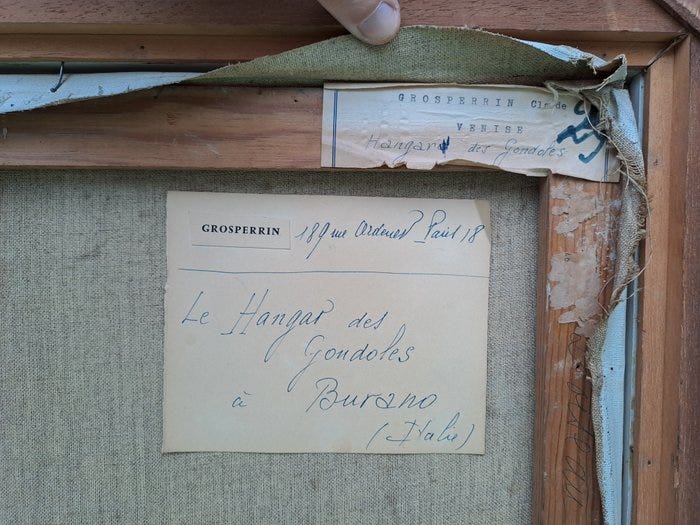 GROSPERRIN Claude
VENISE
Hangar des Gondoles
GROSPERRIN 189 rue Ordener Paris 18
Le Hangar des
Gondoles
à Burano
(Italie)